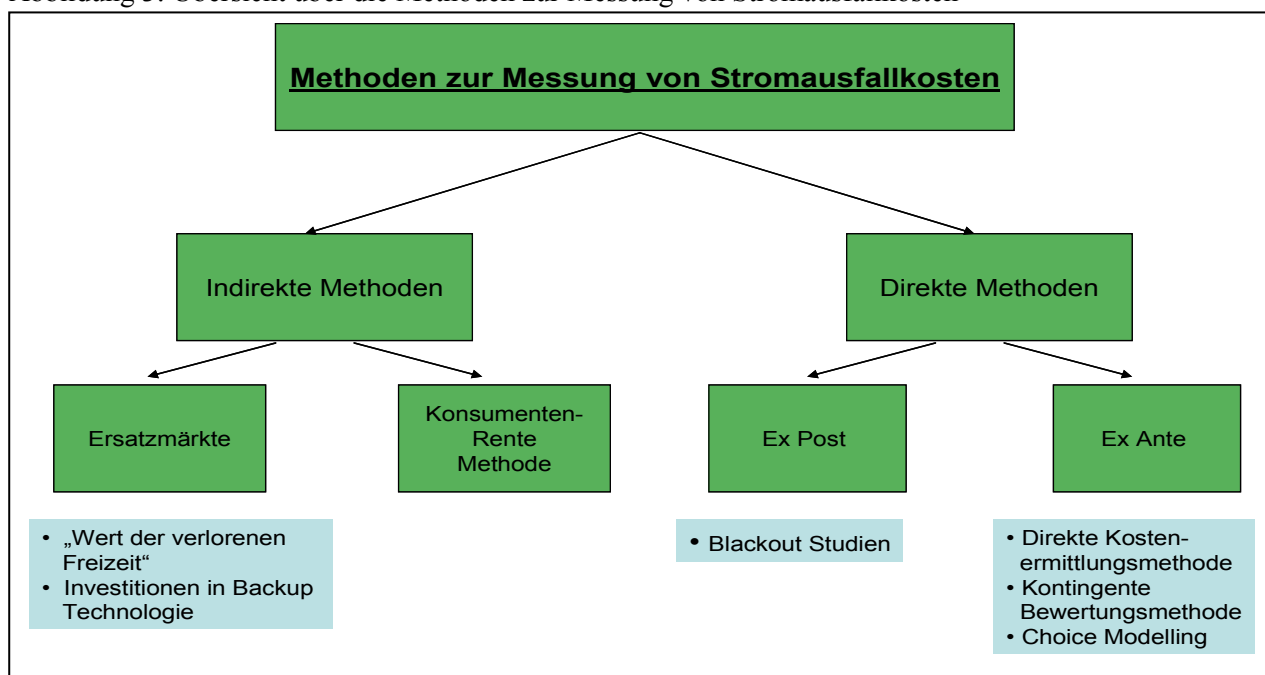 Abbildung 3: Übersicht über die Methoden zur Messung von Stromausfallkosten
Methoden zur Messung von Stromausfallkosten
Indirekte Methoden
Direkte Methoden
Ersatzmärkte
Konsumenten-
Rente
Methode
Ex Post
Ex Ante
• „Wert der verlorenen
Freizeit“
• Investitionen in Backup
Technologie
• Blackout Studien
• Direkte Kosten-
ermittlungsmethode
• Kontingente
Bewertungsmethode
• Choice Modelling